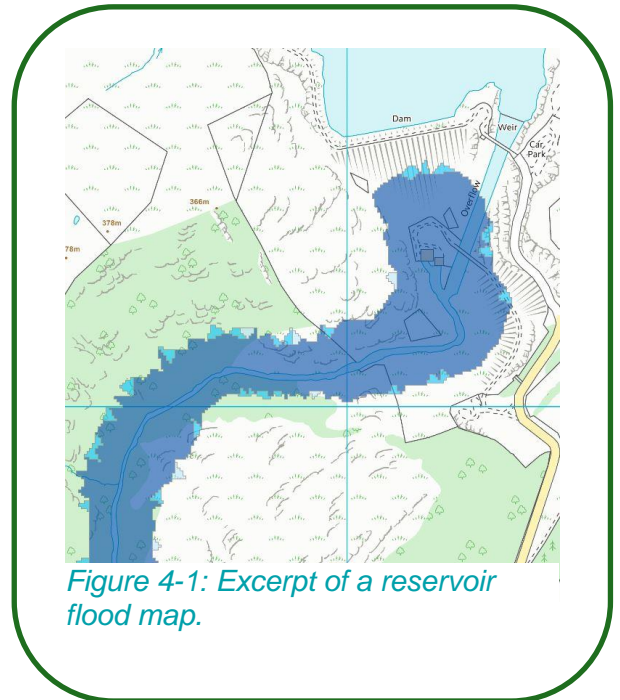 Dam
Weir
Car
Park
Overflow
366m
378m
78m
Figure 4-1: Excerpt of a reservoir
flood map.